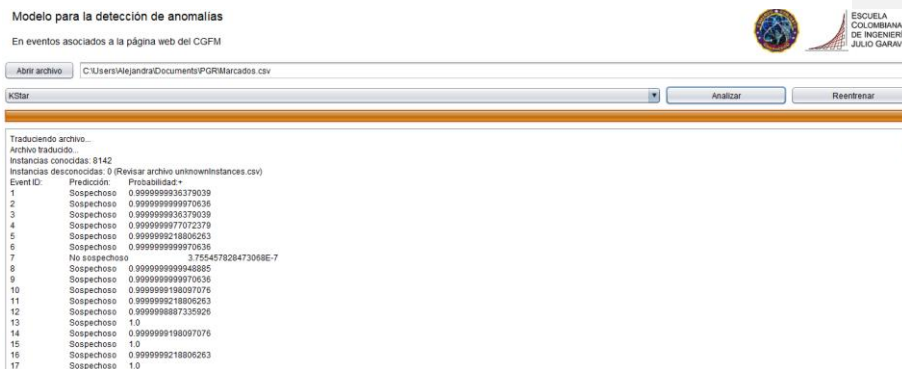 Modelo para la detección de anomalías
En eventos asociados a la página web del CGFM
ESCUELA
COLOMBIANA
DE INGENIERÍ
JULIO GARAV
Abrir archivo C:\Users\Alejandra\Documents\PGR\Marcados.csv
KStar Analizar Reentrenar
Traduciendo archivo...
Archivo traducido...
Instancias conocidas: 8142
Instancias desconocidas: 0 (Revisar archivo unknownInstances.csv)
Event ID: Predicción: Probabilidad:+
1 Sospechoso 0.9999999936379039
2 Sospechoso 0.9999999999970636
3 Sospechoso 0.9999999936379039
4 Sospechoso 0.9999999977072379
5 Sospechoso 0.9999999218806263
6 Sospechoso 0.9999999999970636
7 No sospechoso 3.755457828473068E-7
8 Sospechoso 0.9999999999948885
9 Sospechoso 0.9999999999970636
10 Sospechoso 0.9999999198097076
11 Sospechoso 0.9999999218806263
12 Sospechoso 0.9999998887335926
13 Sospechoso 1.0
14 Sospechoso 0.9999999198097076
15 Sospechoso 1.0
16 Sospechoso 0.9999999218806263
17 Sospechoso 1.0